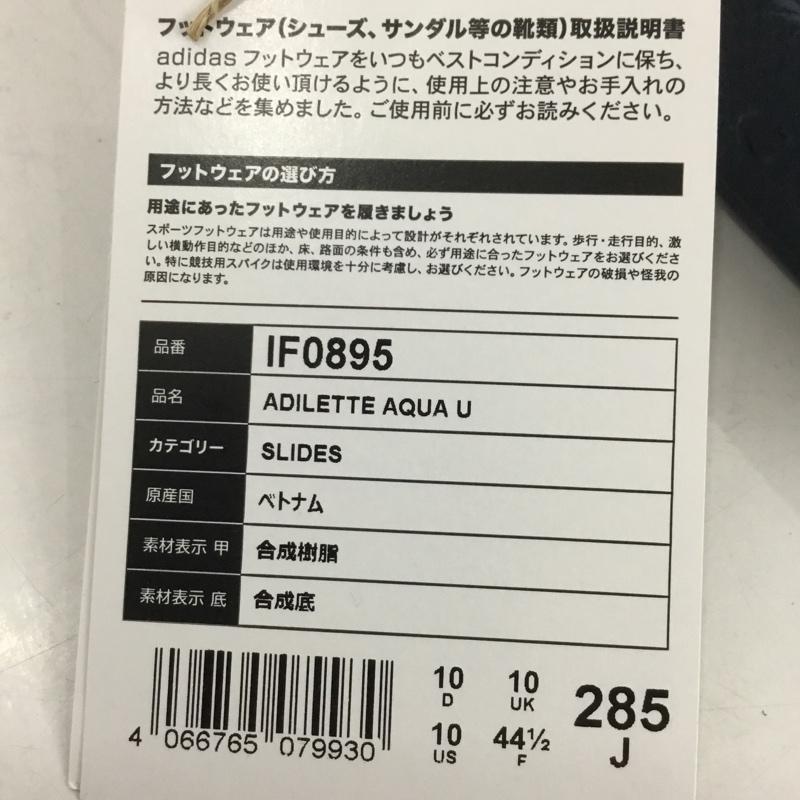 フットウェア(シューズ、サンダル等の靴類)取扱説明書
adidas フットウェアをいつもベストコンディションに保ち、
より長くお使い頂けるように、使用上の注意やお手入れの
方法などを集めました。ご使用前に必ずお読みください。
フットウェアの選び方
用途にあったフットウェアを履きましょう
スポーツフットウェアは用途や使用目的によって設計がそれぞれされています。歩行・走行目的、激
しい横動作目的などのほか、床、路面の条件も含め、必ず用途に合ったフットウェアをお選びくださ
い。特に競技用スパイクは使用環境を十分に考慮し、お選びください。フットウェアの破損や怪我の
原因になります。
品番 IF0895
品名 ADILETTE AQUA U
カテゴリー SLIDES
原産国 ベトナム
素材表示 甲 合成樹脂
素材表示 底 合成底
10 D 10 UK
10 US 44½ F
285 J
4 066765 079930